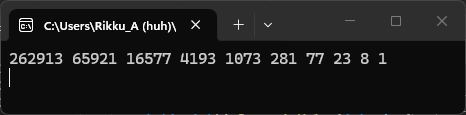 C:\Users\Rikku_A (huh)\
262913 65921 16577 4193 1073 281 77 23 8 1